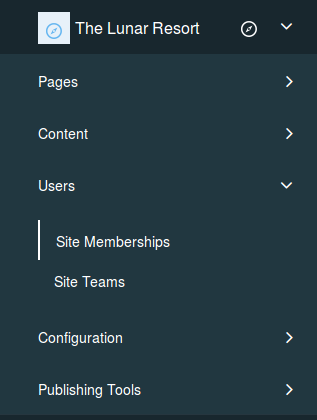 The Lunar Resort
Pages
Content
Users
Site Memberships
Site Teams
Configuration
Publishing Tools